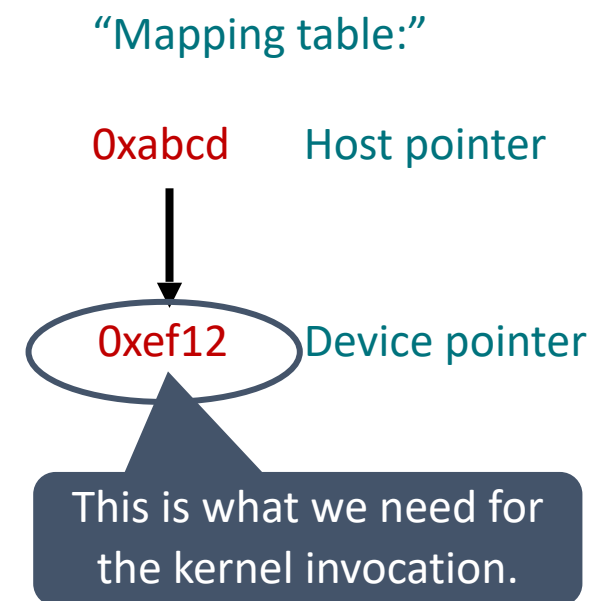 “Mapping table:”
0xabcd Host pointer
0xef12 Device pointer
This is what we need for
the kernel invocation.